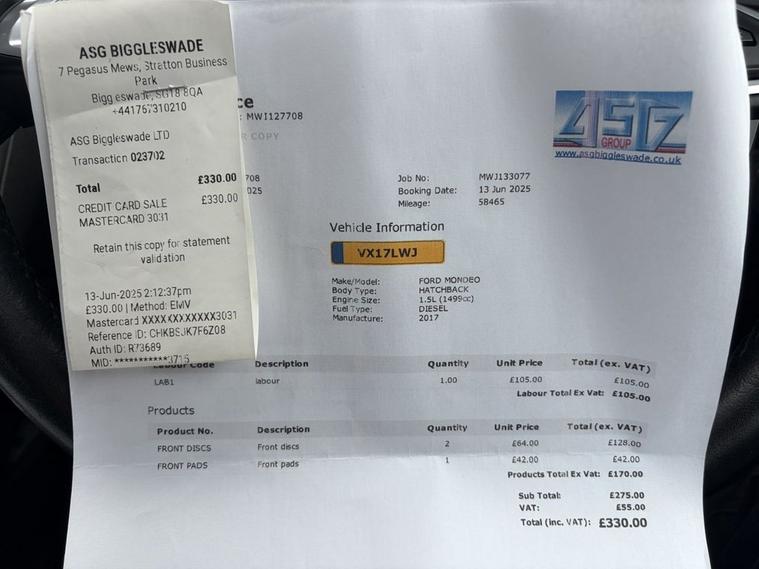 ASG BIGGLESWADE
7 Pegasus Mews, Stratton Business
Park
Biggleswade, SG18 8QA
+441767310210
ASG Biggleswade LTD
Transaction 023702
Total £330.00
CREDIT CARD SALE £330.00
MASTERCARD 3031
Retain this copy for statement
validation
13-Jun-2025 2:12:37pm
£330.00 | Method: EMV
Mastercard XXXXXXXXXXXX3031
Reference ID: CHKBSJK7F6Z08
Auth ID: R73689
MID: ***********3715
ce
: MWI127708
COPY
708
025
ASG
GROUP
www.asgbiggleswade.co.uk
Job No: MWJ133077
Booking Date: 13 Jun 2025
Mileage: 58465
Vehicle Information
VX17LWJ
Make/Model: FORD MONDEO
Body Type: HATCHBACK
Engine Size: 1.5L (1499cc)
Fuel Type: DIESEL
Manufacture: 2017
Labour Code Description Quantity Unit Price Total (ex. VAT)
LAB1 labour 1.00 £105.00 £105.00
Labour Total Ex Vat: £105.00
Products
Product No. Description Quantity Unit Price Total (ex. VAT)
FRONT DISCS Front discs 2 £64.00 £128.00
FRONT PADS Front pads 1 £42.00 £42.00
Products Total Ex Vat: £170.00
Sub Total: £275.00
VAT: £55.00
Total (inc. VAT): £330.00